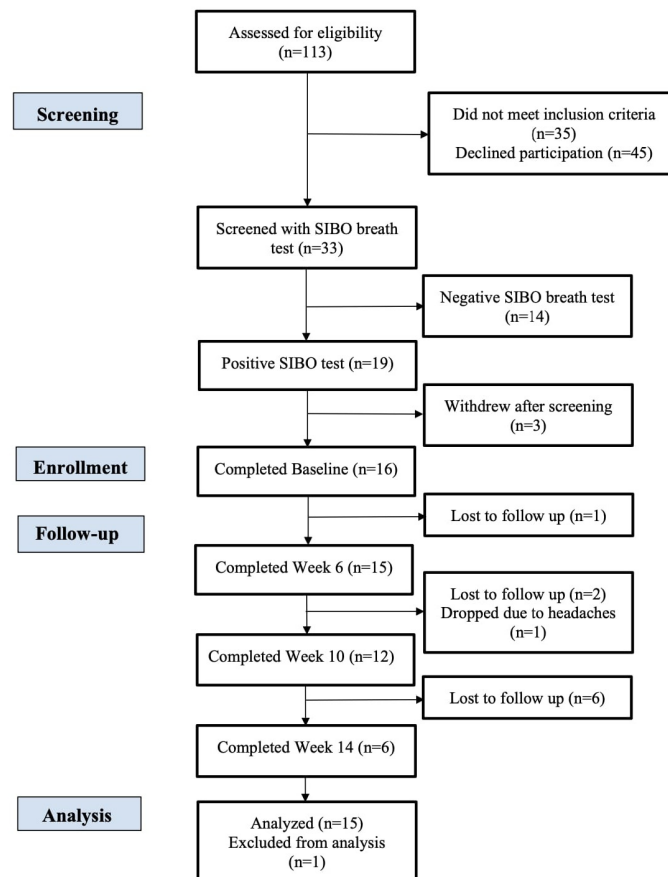 Assessed for eligibility
(n=113)
Screening
Did not meet inclusion criteria
(n=35)
Declined participation (n=45)
Screened with SIBO breath
test (n=33)
Negative SIBO breath test
(n=14)
Positive SIBO test (n=19)
Withdrew after screening
(n=3)
Enrollment
Completed Baseline (n=16)
Lost to follow up (n=1)
Follow-up
Completed Week 6 (n=15)
Lost to follow up (n=2)
Dropped due to headaches
(n=1)
Completed Week 10 (n=12)
Lost to follow up (n=6)
Completed Week 14 (n=6)
Analysis
Analyzed (n=15)
Excluded from analysis
(n=1)